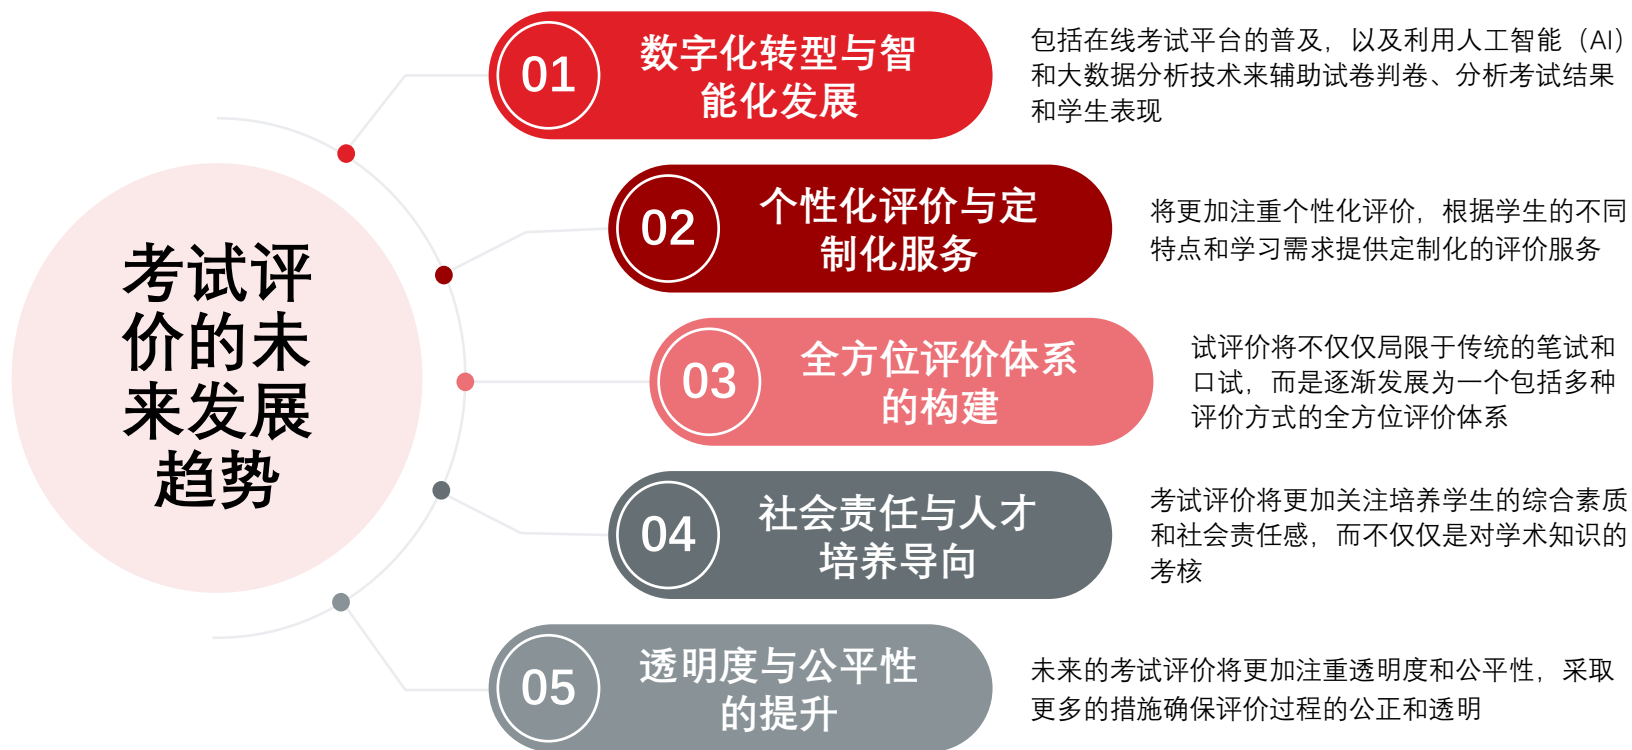 考试评
价的未
来发展
趋势
01
数字化转型与智
能化发展
包括在线考试平台的普及，以及利用人工智能（AI）
和大数据分析技术来辅助试卷判卷、分析考试结果
和学生表现
02
个性化评价与定
制化服务
将更加注重个性化评价，根据学生的不同
特点和学习需求提供定制化的评价服务
03
全方位评价体系
的构建
试评价将不仅仅局限于传统的笔试和
口试，而是逐渐发展为一个包括多种
评价方式的全方位评价体系
04
社会责任与人才
培养导向
考试评价将更加关注培养学生的综合素质
和社会责任感，而不仅仅是对学术知识的
考核
05
透明度与公平性
的提升
未来的考试评价将更加注重透明度和公平性，采取
更多的措施确保评价过程的公正和透明